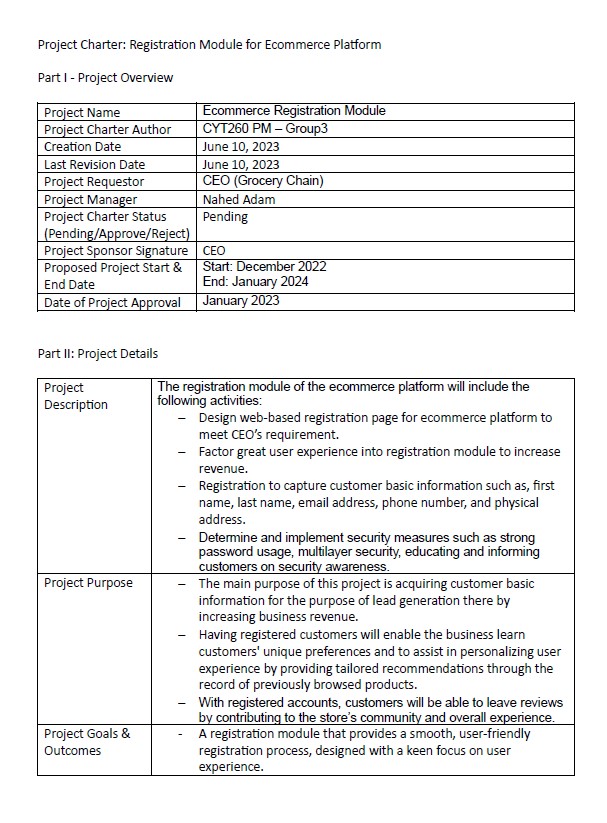 Project Charter: Registration Module for Ecommerce Platform
Part I - Project Overview
Project Name Ecommerce Registration Module
Project Charter Author CYT260 PM – Group3
Creation Date June 10, 2023
Last Revision Date June 10, 2023
Project Requestor CEO (Grocery Chain)
Project Manager Nahed Adam
Project Charter Status Pending
(Pending/Approve/Reject)
Project Sponsor Signature CEO
Proposed Project Start & Start: December 2022
End Date End: January 2024
Date of Project Approval January 2023
Part II: Project Details
Project The registration module of the ecommerce platform will include the
Description following activities:
– Design web-based registration page for ecommerce platform to
meet CEO’s requirement.
– Factor great user experience into registration module to increase
revenue.
– Registration to capture customer basic information such as, first
name, last name, email address, phone number, and physical
address.
– Determine and implement security measures such as strong
password usage, multilayer security, educating and informing
customers on security awareness.
Project Purpose – The main purpose of this project is acquiring customer basic
information for the purpose of lead generation there by
increasing business revenue.
– Having registered customers will enable the business learn
customers' unique preferences and to assist in personalizing user
experience by providing tailored recommendations through the
record of previously browsed products.
– With registered accounts, customers will be able to leave reviews
by contributing to the store’s community and overall experience.
Project Goals & - A registration module that provides a smooth, user-friendly
Outcomes registration process, designed with a keen focus on user
experience.